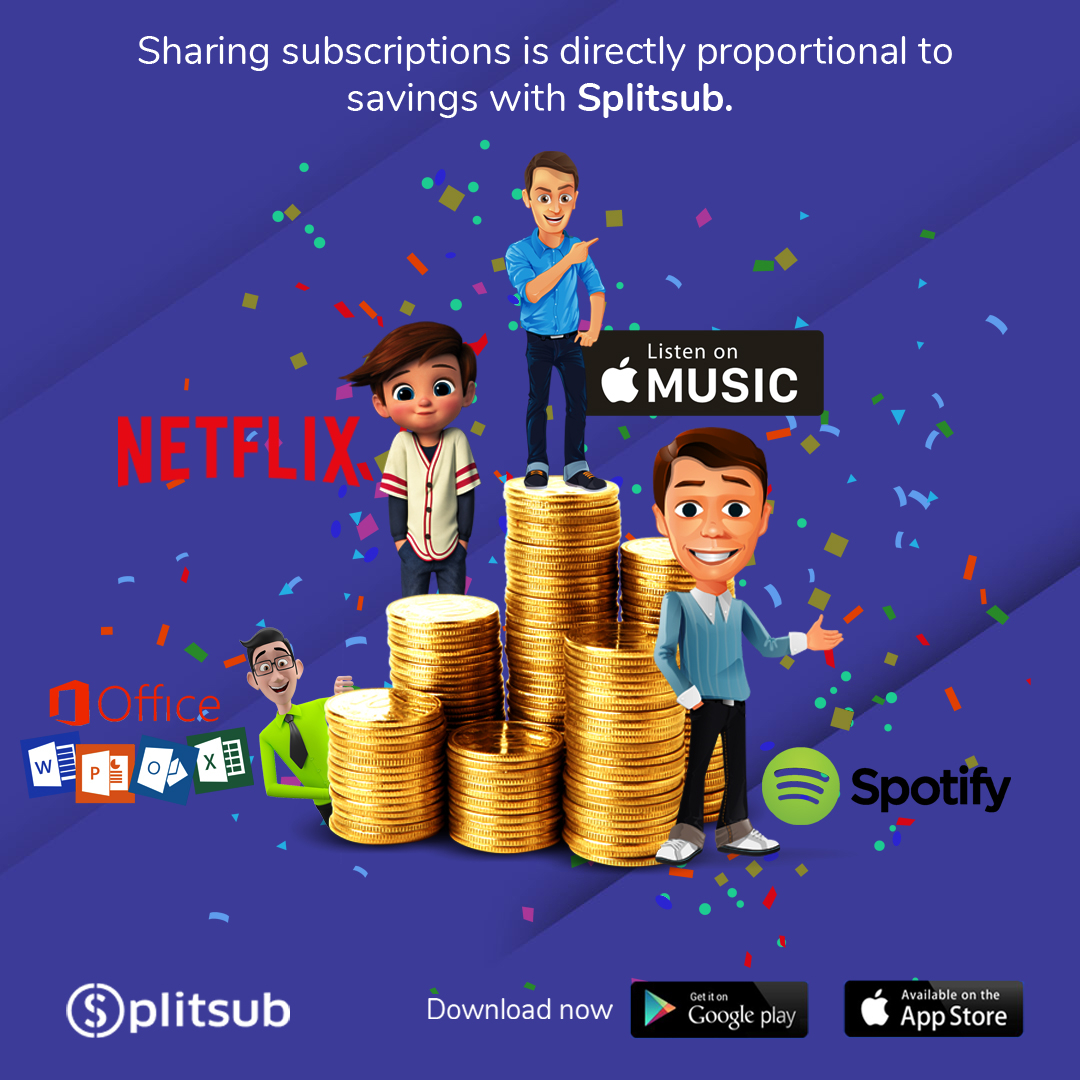 Sharing subscriptions is directly proportional to
savings with Splitsub.
Listen on
MUSIC
NETFLIX
Office
W
P
O
X
Spotify
Splitsub
Download now
Get it on
Google play
Available on the
App Store